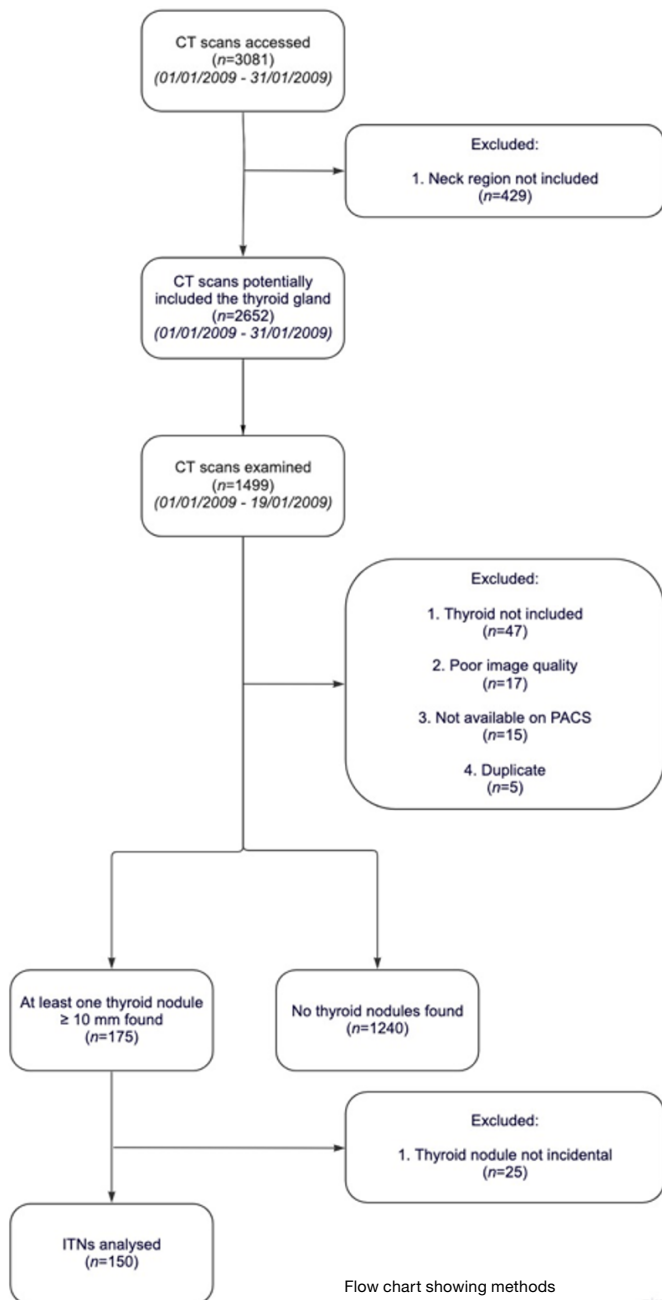 CT scans accessed
(n=3081)
(01/01/2009 - 31/01/2009)
Excluded:
1. Neck region not included
(n=429)
CT scans potentially
included the thyroid gland
(n=2652)
(01/01/2009 - 31/01/2009)
CT scans examined
(n=1499)
(01/01/2009 - 19/01/2009)
Excluded:
1. Thyroid not included
(n=47)
2. Poor image quality
(n=17)
3. Not available on PACS
(n=15)
4. Duplicate
(n=5)
At least one thyroid nodule
≥ 10 mm found
(n=175)
No thyroid nodules found
(n=1240)
Excluded:
1. Thyroid nodule not incidental
(n=25)
ITNs analysed
(n=150)
Flow chart showing methods